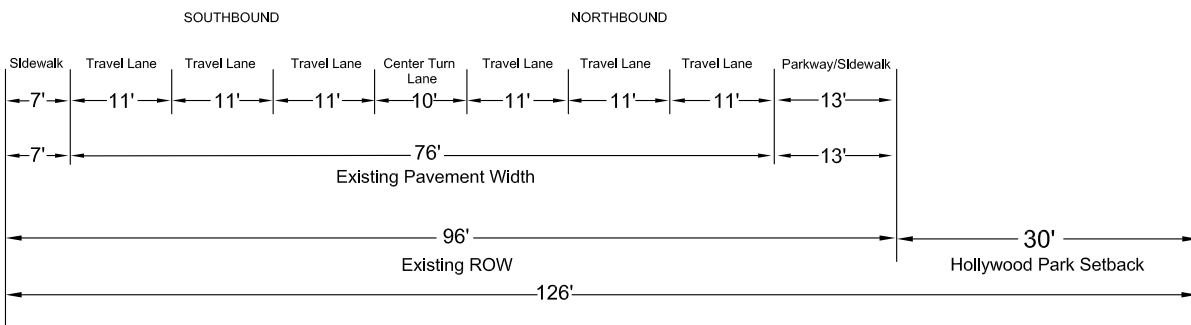 SOUTHBOUND NORTHBOUND
Sidewalk Travel Lane Travel Lane Travel Lane Center Turn Lane Travel Lane Travel Lane Travel Lane Parkway/Sidewalk
7' 11' 11' 11' 10' 11' 11' 11' 13'
7' 76' 13'
Existing Pavement Width
96' 30'
Existing ROW Hollywood Park Setback
126'